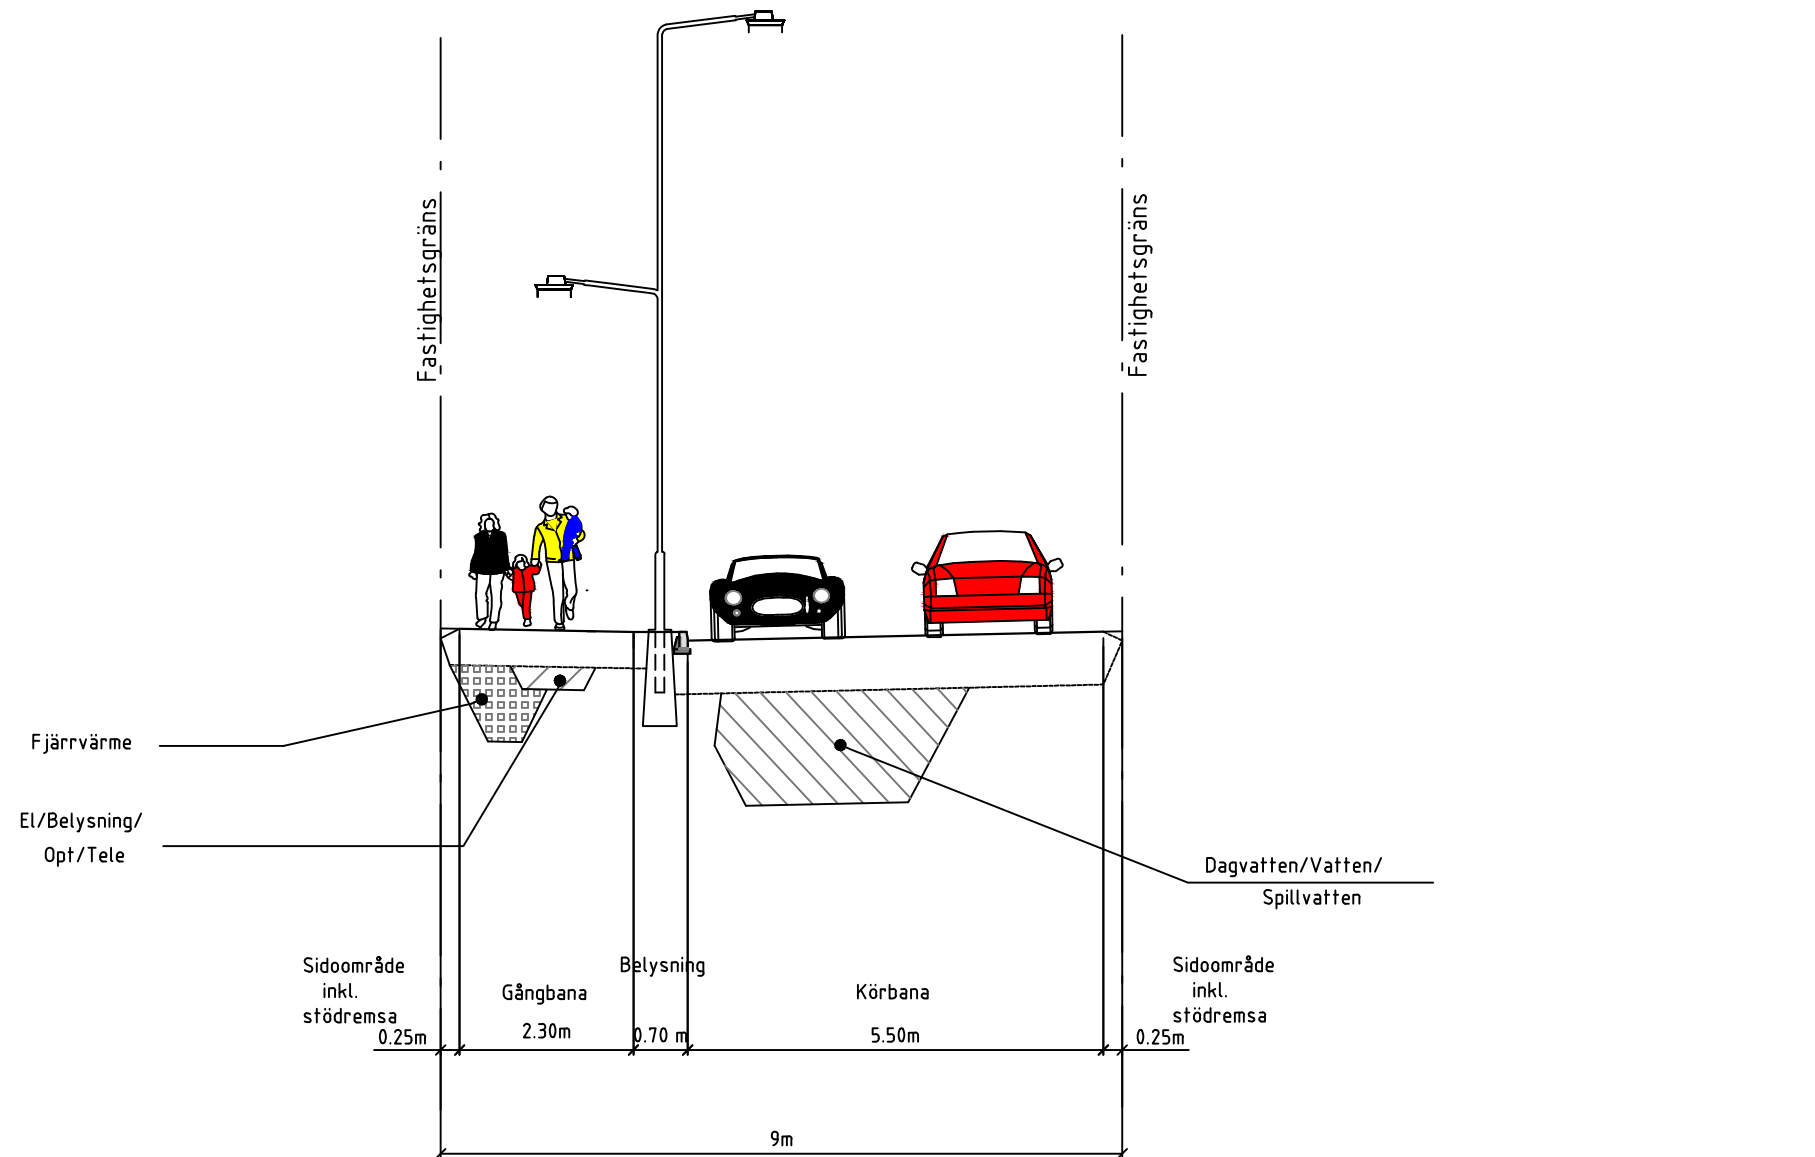 Fastighetsgräns
Fastighetsgräns
Fjärrvärme
El/Belysning/
Opt/Tele
Dagvatten/Vatten/
Spillvatten
Sidoområde
inkl.
stödremsa
0.25m
Gångbana
2.30m
Belysning
0.70 m
Körbana
5.50m
Sidoområde
inkl.
stödremsa
0.25m
9m